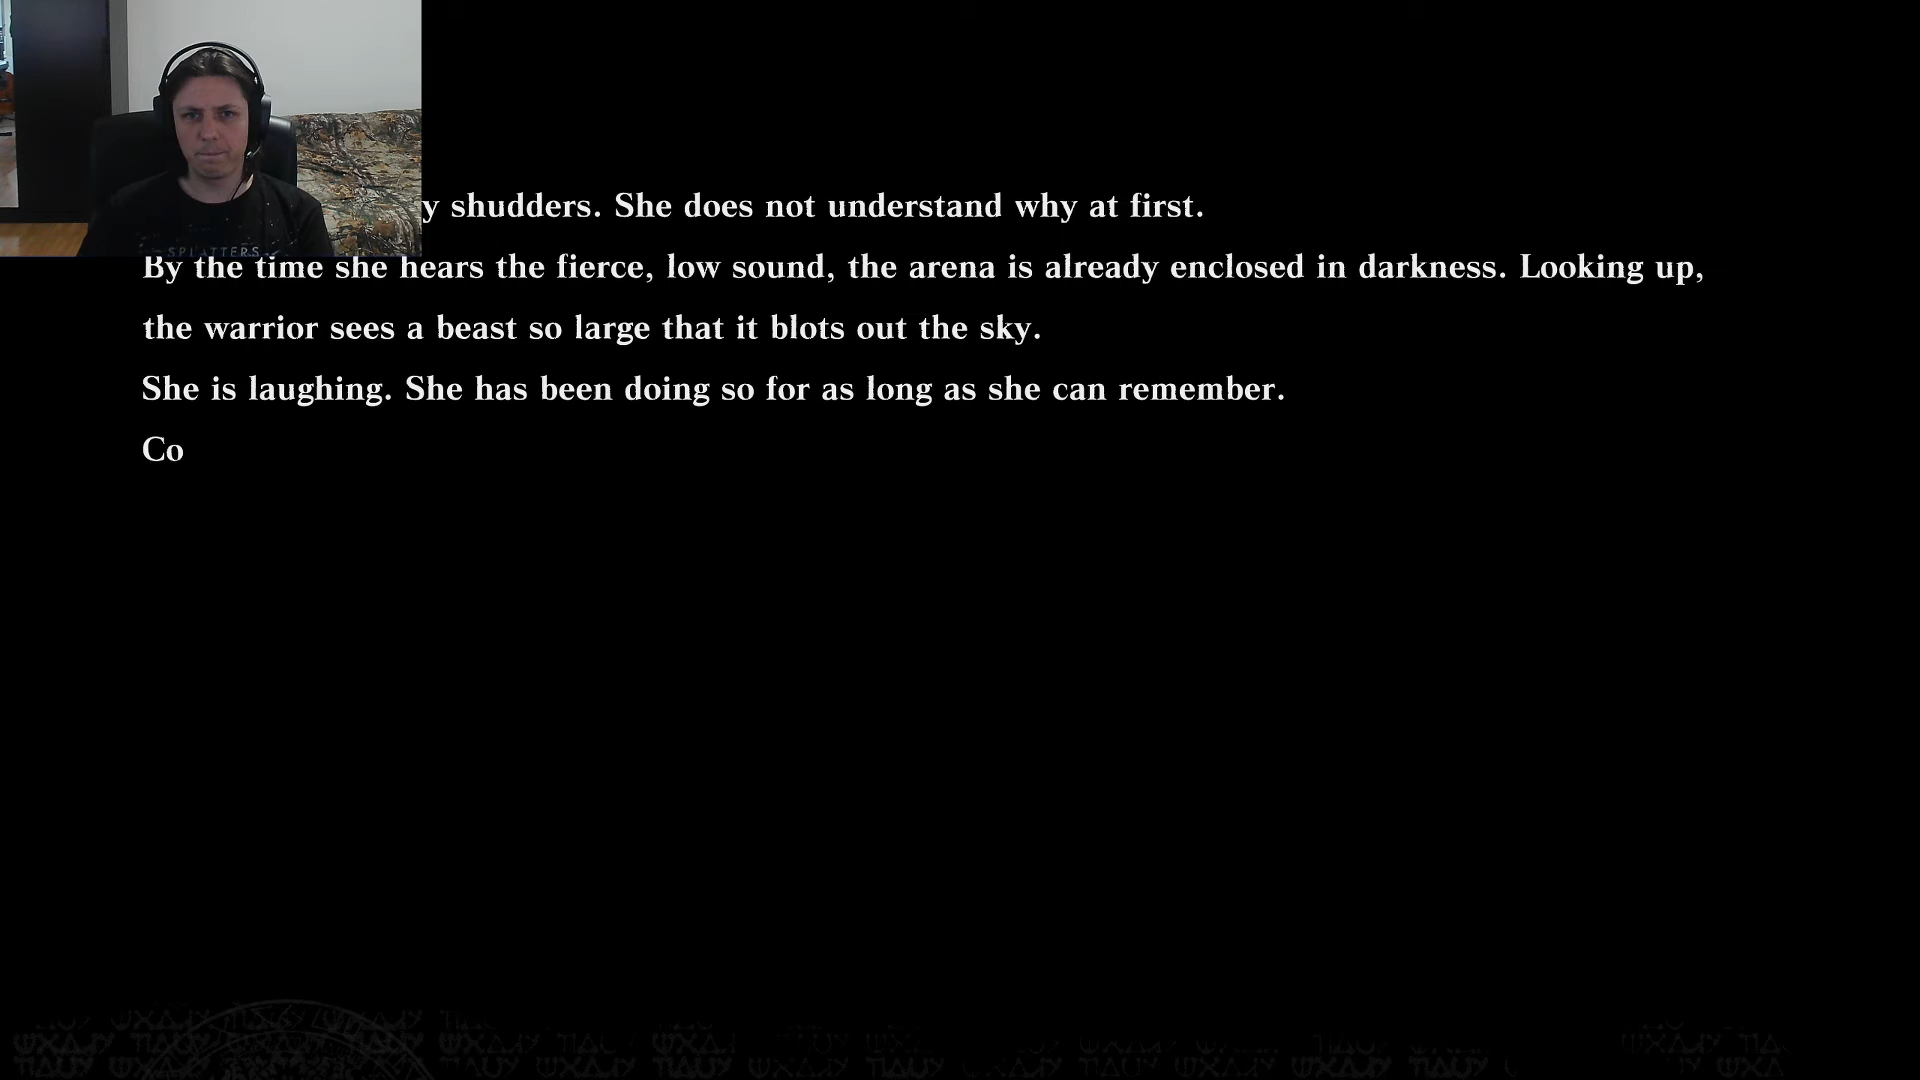 SPLATTERS
y shudders. She does not understand why at first.
By the time she hears the fierce, low sound, the arena is already enclosed in darkness. Looking up,
the warrior sees a beast so large that it blots out the sky.
She is laughing. She has been doing so for as long as she can remember.
Co